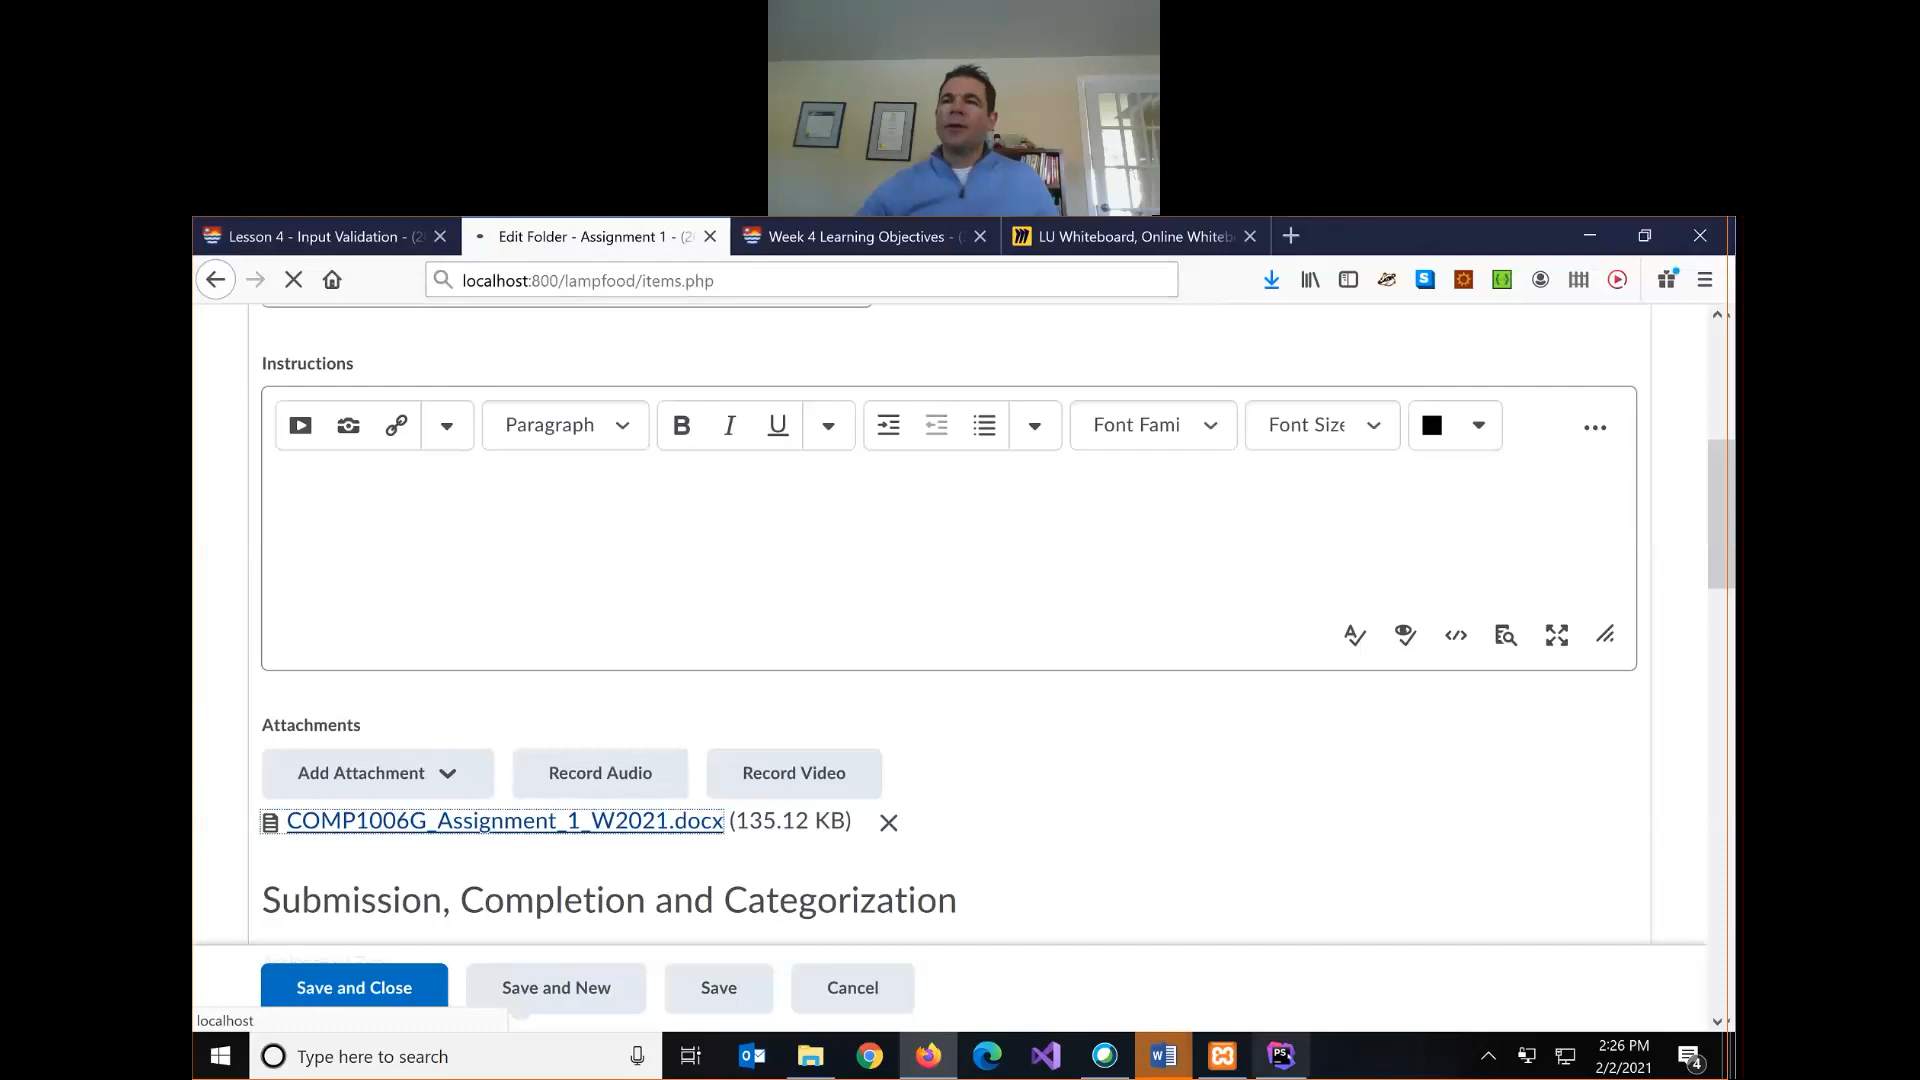 Lesson 4 - Input Validation - (2
Edit Folder - Assignment 1 - (2
Week 4 Learning Objectives - (
LU Whiteboard, Online Whiteb
localhost:800/lampfood/items.php
Instructions
Paragraph
B I U
Font Fami
Font Size
Attachments
Add Attachment
Record Audio
Record Video
COMP1006G_Assignment_1_W2021.docx (135.12 KB)
Submission, Completion and Categorization
Save and Close
Save and New
Save
Cancel
localhost
Type here to search
2:26 PM
2/2/2021
4